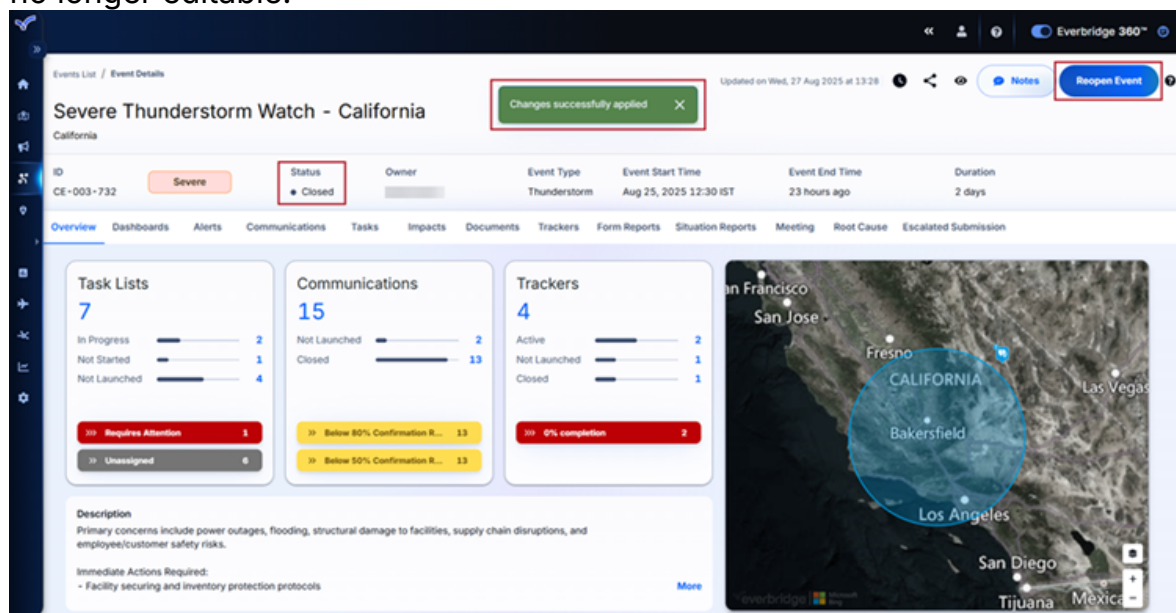 no longer suitable.
Everbridge 360™
Events List / Event Details
Updated on Wed, 27 Aug 2025 at 13:28
Notes
Reopen Event
Changes successfully applied
Severe Thunderstorm Watch - California
California
ID
CE-003-732
Severe
Status
Closed
Owner
Event Type
Thunderstorm
Event Start Time
Aug 25, 2025 12:30 IST
Event End Time
23 hours ago
Duration
2 days
Overview Dashboards Alerts Communications Tasks Impacts Documents Trackers Form Reports Situation Reports Meeting Root Cause Escalated Submission
Task Lists
7
In Progress 2
Not Started 1
Not Launched 4
Requires Attention 1
Unassigned 6
Communications
15
Not Launched 2
Closed 13
Below 80% Confirmation R... 13
Below 50% Confirmation R... 13
Trackers
4
Active 2
Not Launched 1
Closed 1
0% completion 2
an Francisco
San Jose
Fresno
CALIFORNIA
Las Vegas
Bakersfield
Los Angeles
San Diego
Tijuana
Mexica
everbridge
Microsoft
Bing
Description
Primary concerns include power outages, flooding, structural damage to facilities, supply chain disruptions, and
employee/customer safety risks.
Immediate Actions Required:
- Facility securing and inventory protection protocols
More